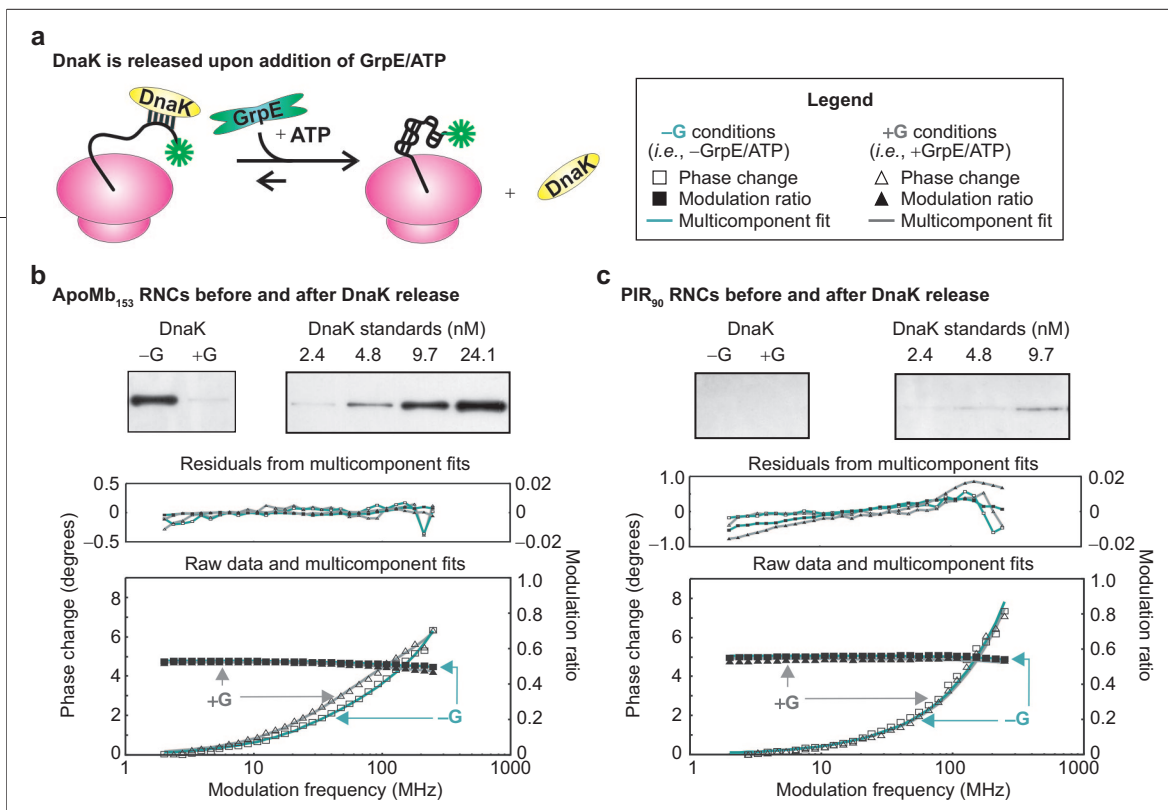 a
DnaK is released upon addition of GrpE/ATP
DnaK
GrpE
+ ATP
+
DnaK
Legend
–G conditions
(i.e., –GrpE/ATP)
Phase change
Modulation ratio
Multicomponent fit
+G conditions
(i.e., +GrpE/ATP)
Phase change
Modulation ratio
Multicomponent fit
b
ApoMb153 RNCs before and after DnaK release
DnaK
–G +G
DnaK standards (nM)
2.4 4.8 9.7 24.1
Residuals from multicomponent fits
0.5
0
–0.5
0.02
0
–0.02
Raw data and multicomponent fits
Phase change (degrees)
8
6
4
2
0
1.0
0.8
0.6
0.4
0.2
0
Modulation ratio
+G
–G
1 10 100 1000
Modulation frequency (MHz)
c
PIR90 RNCs before and after DnaK release
DnaK
–G +G
DnaK standards (nM)
2.4 4.8 9.7
Residuals from multicomponent fits
1.0
0
–1.0
0.02
0
–0.02
Raw data and multicomponent fits
Phase change (degrees)
8
6
4
2
0
1.0
0.8
0.6
0.4
0.2
0
Modulation ratio
+G
–G
1 10 100 1000
Modulation frequency (MHz)